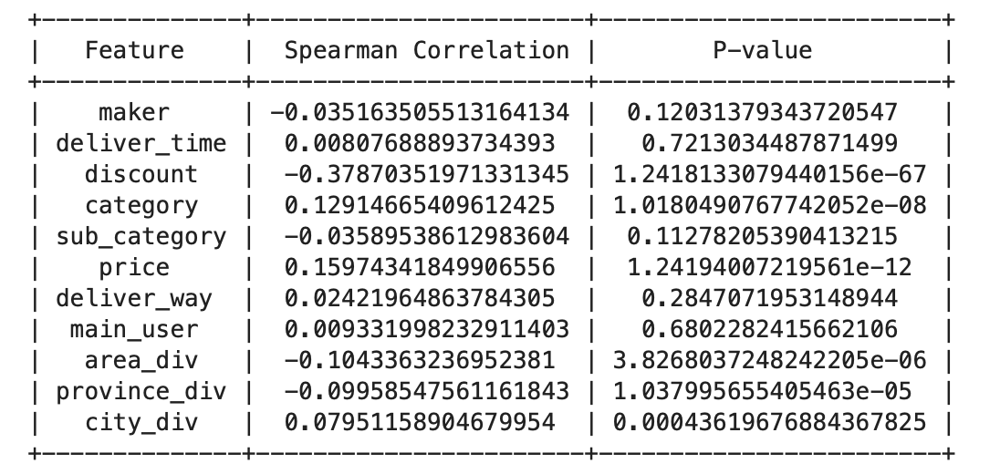 +--------------+-----------------------+------------------------+
|   Feature    |  Spearman Correlation |        P-value         |
+--------------+-----------------------+------------------------+
|    maker     | -0.035163505513164134 |  0.12031379343720547   |
| deliver_time |  0.00807688893734393  |   0.7213034487871499   |
|   discount   |  -0.37870351971331345 | 1.2418133079440156e-67 |
|   category   |  0.12914665409612425  | 1.0180490767742052e-08 |
| sub_category |  -0.03589538612983604 |  0.11278205390413215   |
|    price     |  0.15974341849906556  |  1.24194007219561e-12  |
| deliver_way  |  0.02421964863784305  |   0.2847071953148944   |
|  main_user   |  0.009331998232911403 |   0.6802282415662106   |
|   area_div   |  -0.1043363236952381  | 3.8268037248242205e-06 |
| province_div |  -0.09958547561161843 | 1.037995655405463e-05  |
|   city_div   |  0.07951158904679954  | 0.00043619676884367825 |
+--------------+-----------------------+------------------------+